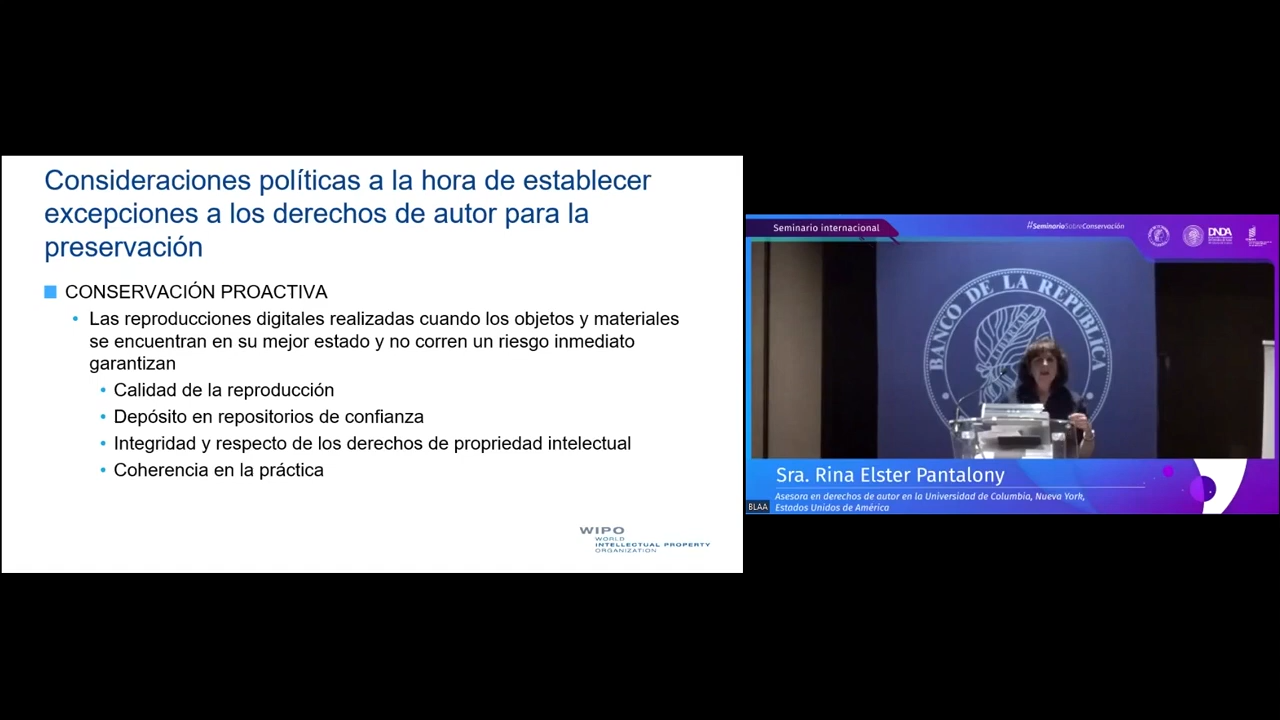 Consideraciones políticas a la hora de establecer
excepciones a los derechos de autor para la
preservación
CONSERVACIÓN PROACTIVA
Las reproducciones digitales realizadas cuando los objetos y materiales
se encuentran en su mejor estado y no corren un riesgo inmediato
garantizan
Calidad de la reproducción
Depósito en repositorios de confianza
Integridad y respecto de los derechos de propriedad intelectual
Coherencia en la práctica
WIPO
WORLD
INTELLECTUAL PROPERTY
ORGANIZATION
Seminario internacional
#SeminarioSobreConservación
DNDA
BANCO DE LA REPÚBLICA
Sra. Rina Elster Pantalony
Asesora en derechos de autor en la Universidad de Columbia, Nueva York,
Estados Unidos de América
BLAA